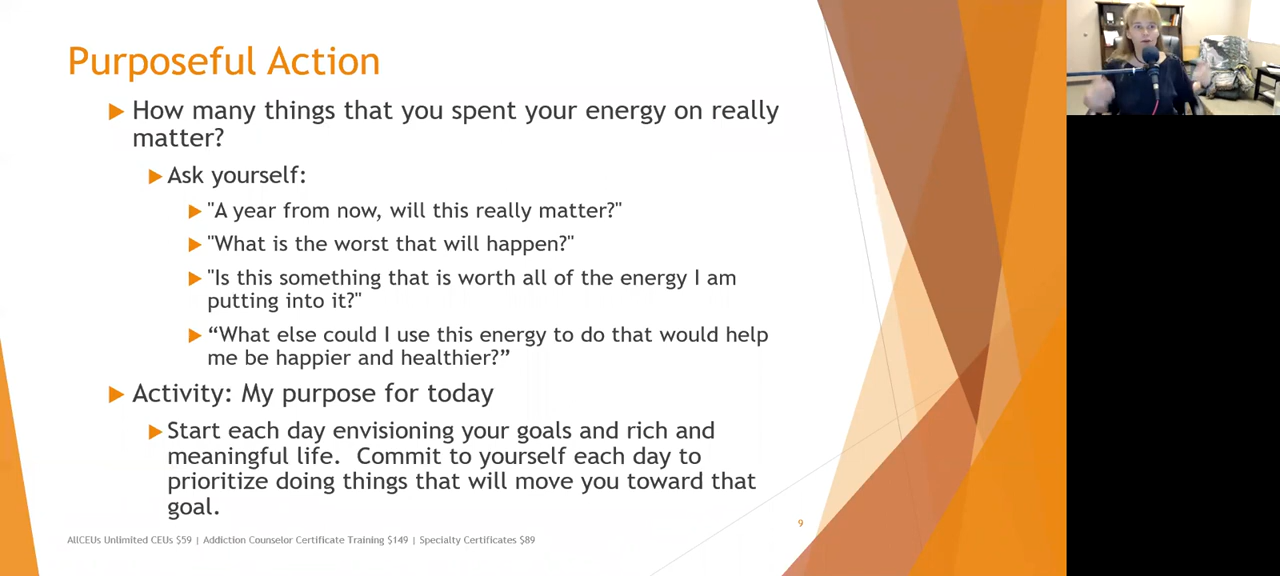 Purposeful Action
How many things that you spent your energy on really
matter?
Ask yourself:
"A year from now, will this really matter?"
"What is the worst that will happen?"
"Is this something that is worth all of the energy I am
putting into it?"
“What else could I use this energy to do that would help
me be happier and healthier?”
Activity: My purpose for today
Start each day envisioning your goals and rich and
meaningful life.  Commit to yourself each day to
prioritize doing things that will move you toward that
goal.
9
AllCEUs Unlimited CEUs $59 | Addiction Counselor Certificate Training $149 | Specialty Certificates $89